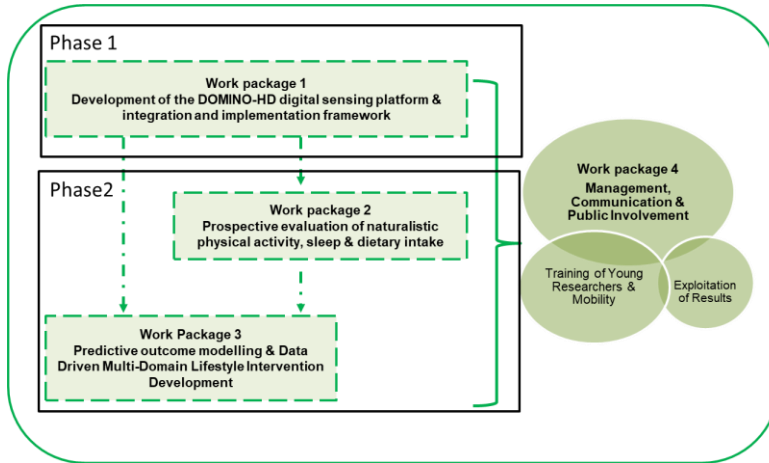 Phase 1
Work package 1
Development of the DOMINO-HD digital sensing platform &
integration and implementation framework
Phase2
Work package 2
Prospective evaluation of naturalistic
physical activity, sleep & dietary intake
Work Package 3
Predictive outcome modelling & Data
Driven Multi-Domain Lifestyle Intervention
Development
Work package 4
Management,
Communication &
Public Involvement
Training of Young
Researchers &
Mobility
Exploitation
of Results